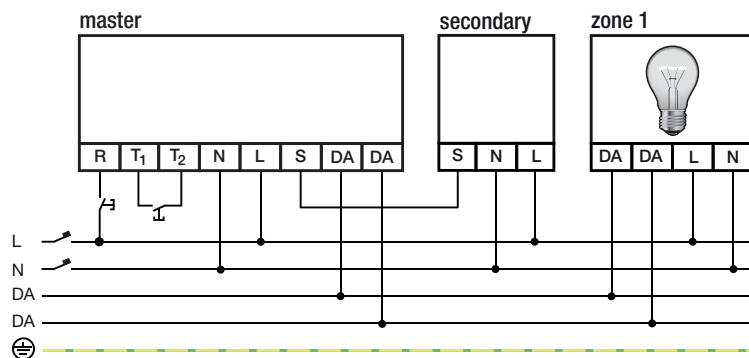 master secondary zone 1
R T1 T2 N L S DA DA S N L DA DA L N
L
N
DA
DA